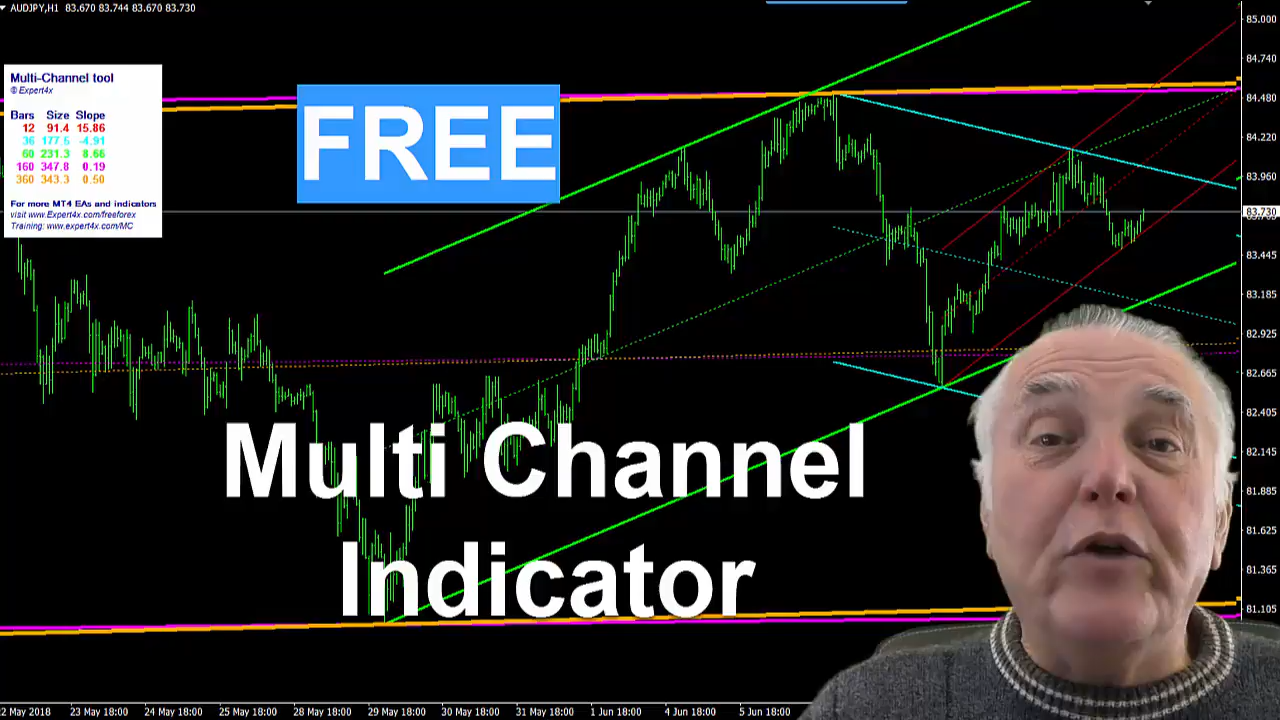 AUDJPY,H1 83.670 83.744 83.670 83.730
Multi-Channel tool
© Expert4x
Bars Size Slope
12 91.4 15.86
36 177.5 -4.91
60 231.3 8.66
160 347.8 0.19
360 343.3 0.50
For more MT4 EAs and indicators
visit www.Expert4x.com/freeforex
Training: www.expert4x.com/MC
FREE
Multi Channel
Indicator
85.000
84.740
84.480
84.220
83.960
83.730
83.445
83.185
82.925
82.665
82.405
82.145
81.885
81.625
81.365
81.105
2 May 2018 23 May 18:00 24 May 18:00 25 May 18:00 28 May 18:00 29 May 18:00 30 May 18:00 31 May 18:00 1 Jun 18:00 4 Jun 18:00 5 Jun 18:00